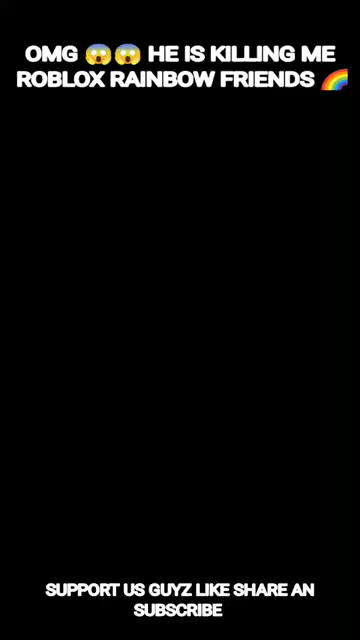 OMG 😱😱 HE IS KILLING ME
ROBLOX RAINBOW FRIENDS 🌈
SUPPORT US GUYZ LIKE SHARE AN
SUBSCRIBE